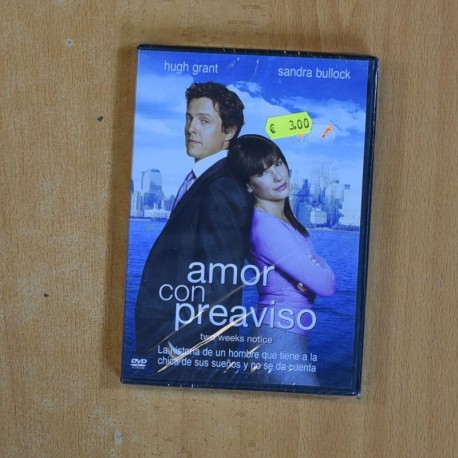 hugh grant
sandra bullock
€ 3.00
amor
con
preaviso
two weeks notice
La historia de un hombre que tiene a la
chica de sus sueños y no se da cuenta
DVD